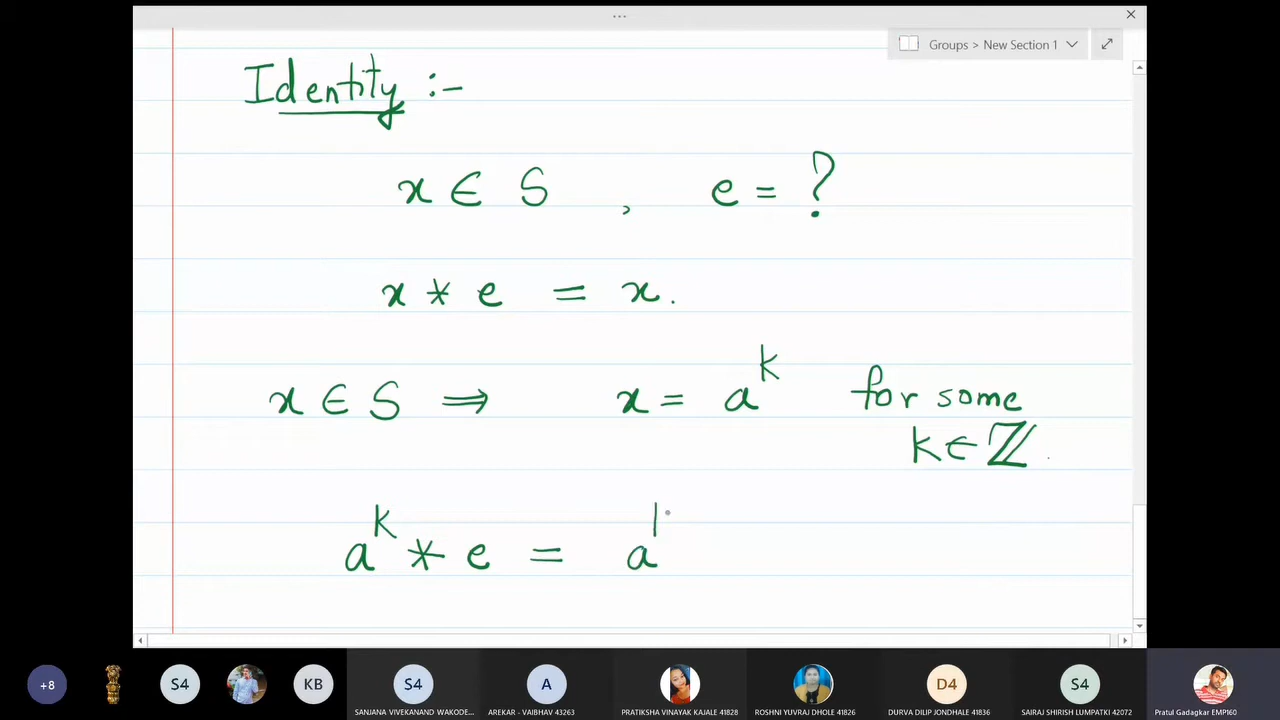 Groups > New Section 1
Identity :-
x ∈ S , e = ?
x * e = x.
x ∈ S ⇒ x = a^k for some
k ∈ ℤ.
a^k * e = a^|
+8
S4
KB
S4
A
D4
S4
SANJANA VIVEKANAND WAKODE...
AREKAR - VAIBHAV 43263
PRATIKSHA VINAYAK KAJALE 41828
ROSHNI YUVRAJ DHOLE 41826
DURVA DILIP JONDHALE 41836
SAIRAJ SHIRISH LUMPATKI 42072
Pratul Gadagkar EMP160